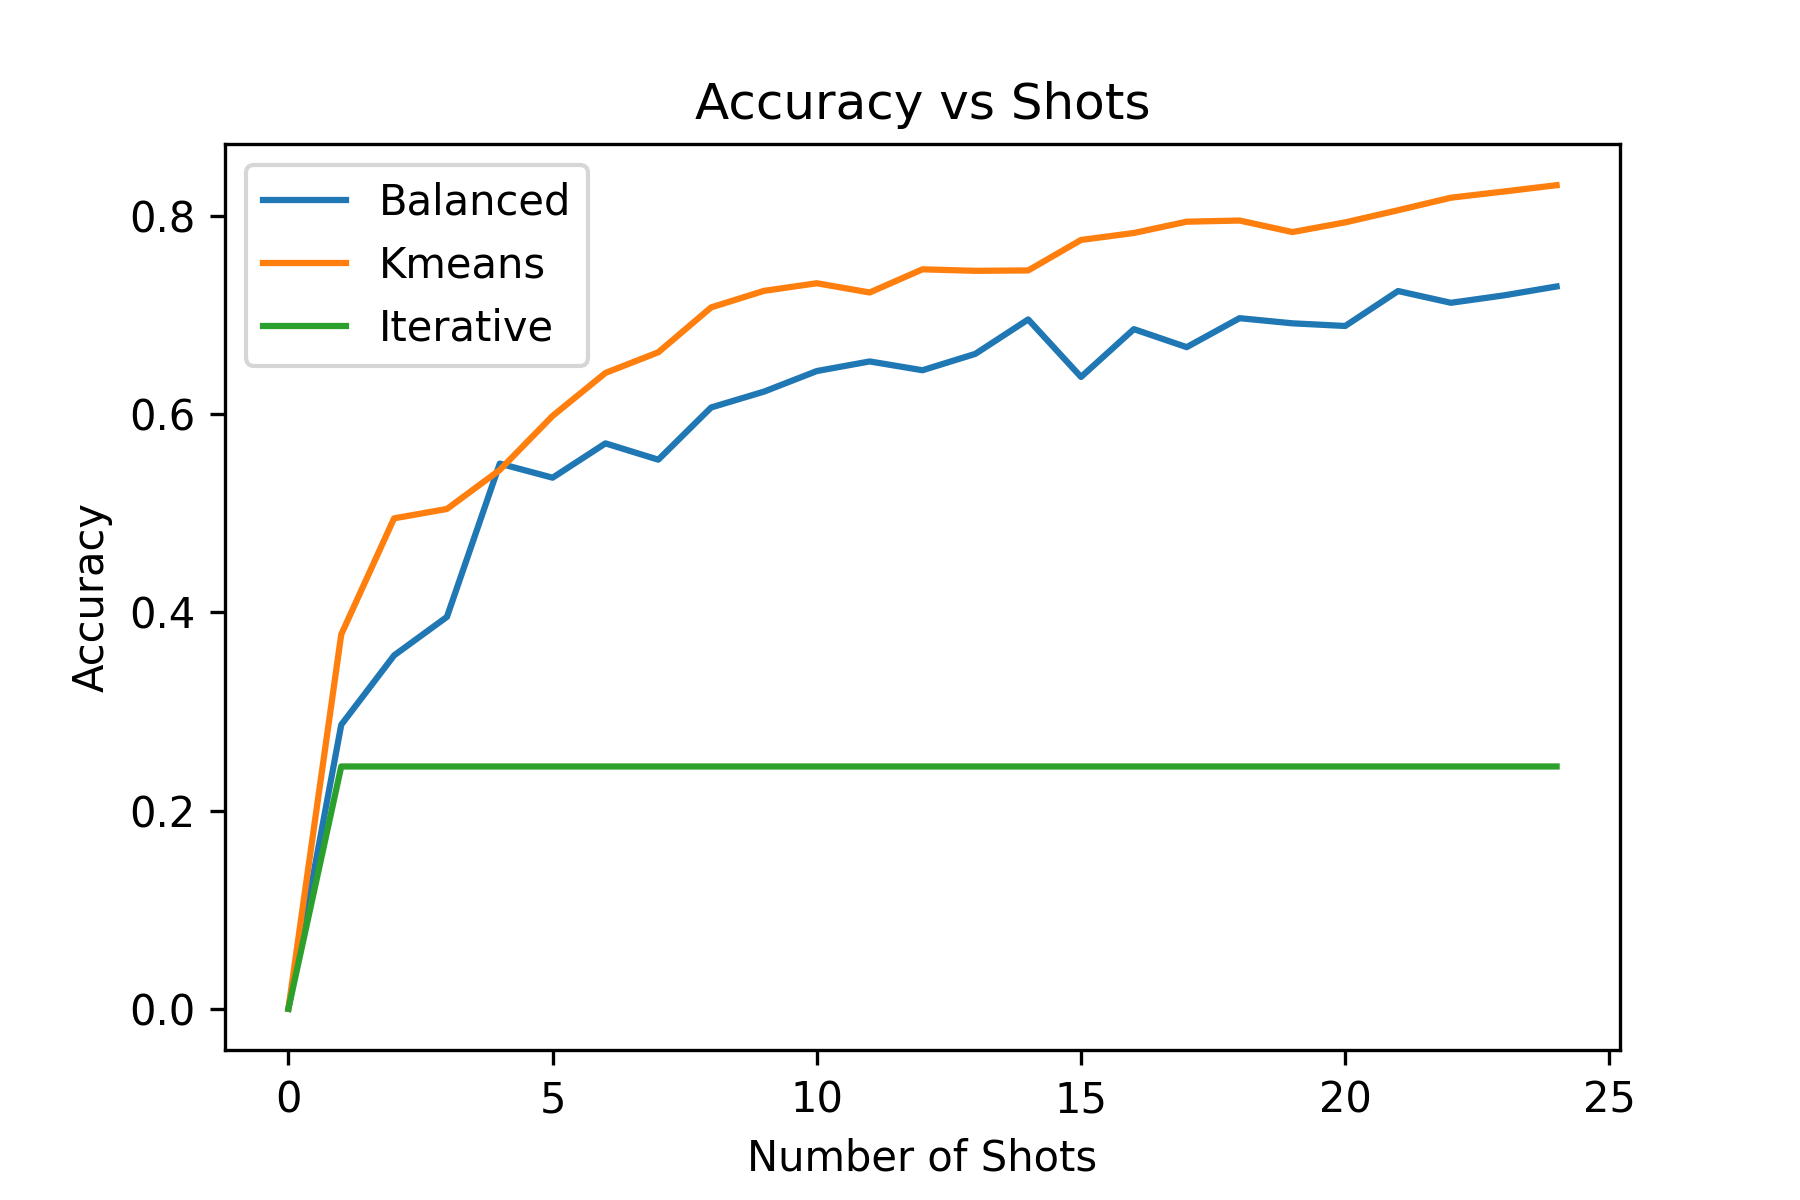 Accuracy vs Shots
Balanced
Kmeans
Iterative
0.8
0.6
0.4
0.2
0.0
Accuracy
0 5 10 15 20 25
Number of Shots